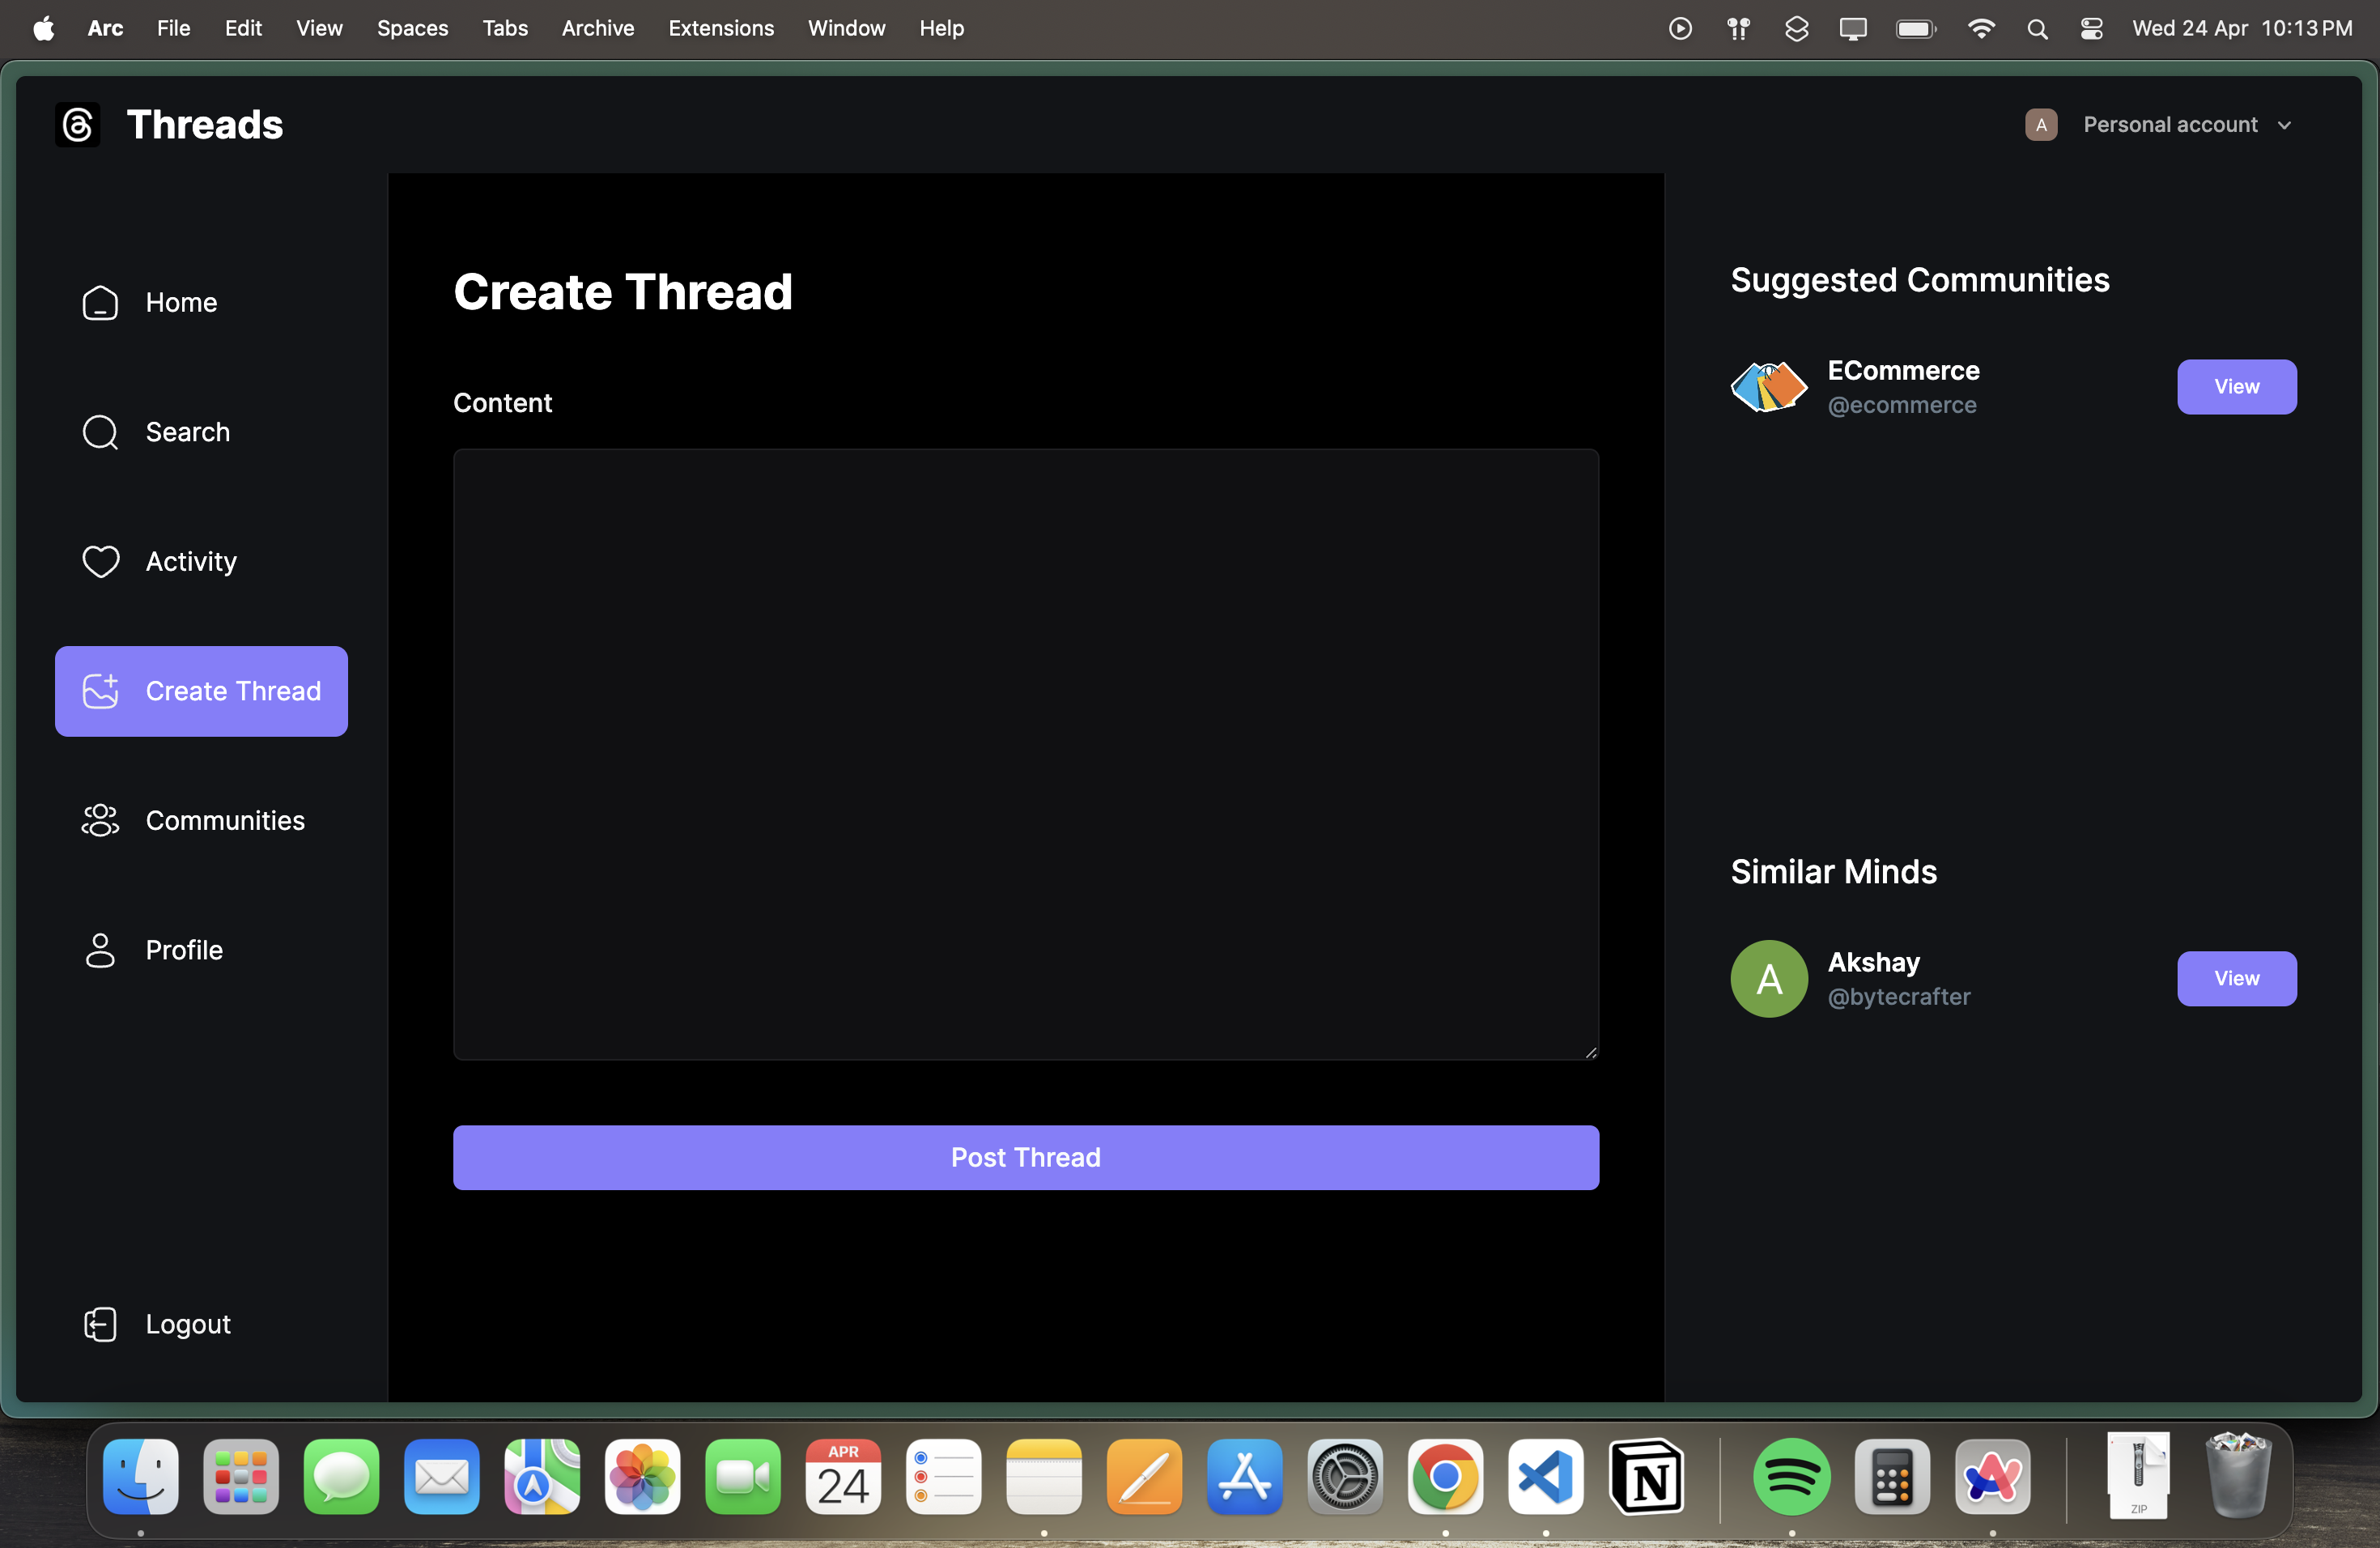 Arc File Edit View Spaces Tabs Archive Extensions Window Help Wed 24 Apr 10:13 PM
Threads
A Personal account
Home
Search
Activity
Create Thread
Communities
Profile
Logout
Create Thread
Content
Post Thread
Suggested Communities
ECommerce
@ecommerce
View
Similar Minds
A
Akshay
@bytecrafter
View
APR
24
N
ZIP